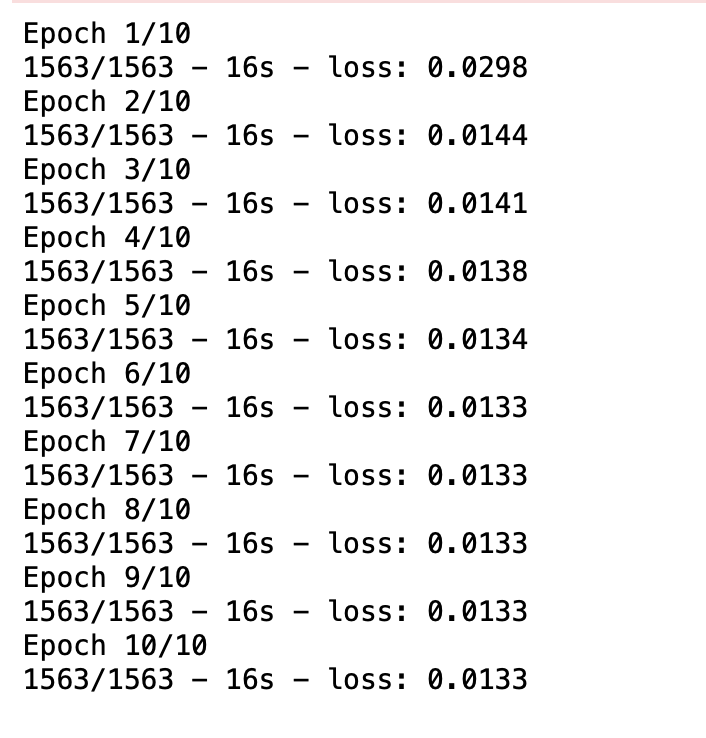 Epoch 1/10
1563/1563 - 16s - loss: 0.0298
Epoch 2/10
1563/1563 - 16s - loss: 0.0144
Epoch 3/10
1563/1563 - 16s - loss: 0.0141
Epoch 4/10
1563/1563 - 16s - loss: 0.0138
Epoch 5/10
1563/1563 - 16s - loss: 0.0134
Epoch 6/10
1563/1563 - 16s - loss: 0.0133
Epoch 7/10
1563/1563 - 16s - loss: 0.0133
Epoch 8/10
1563/1563 - 16s - loss: 0.0133
Epoch 9/10
1563/1563 - 16s - loss: 0.0133
Epoch 10/10
1563/1563 - 16s - loss: 0.0133